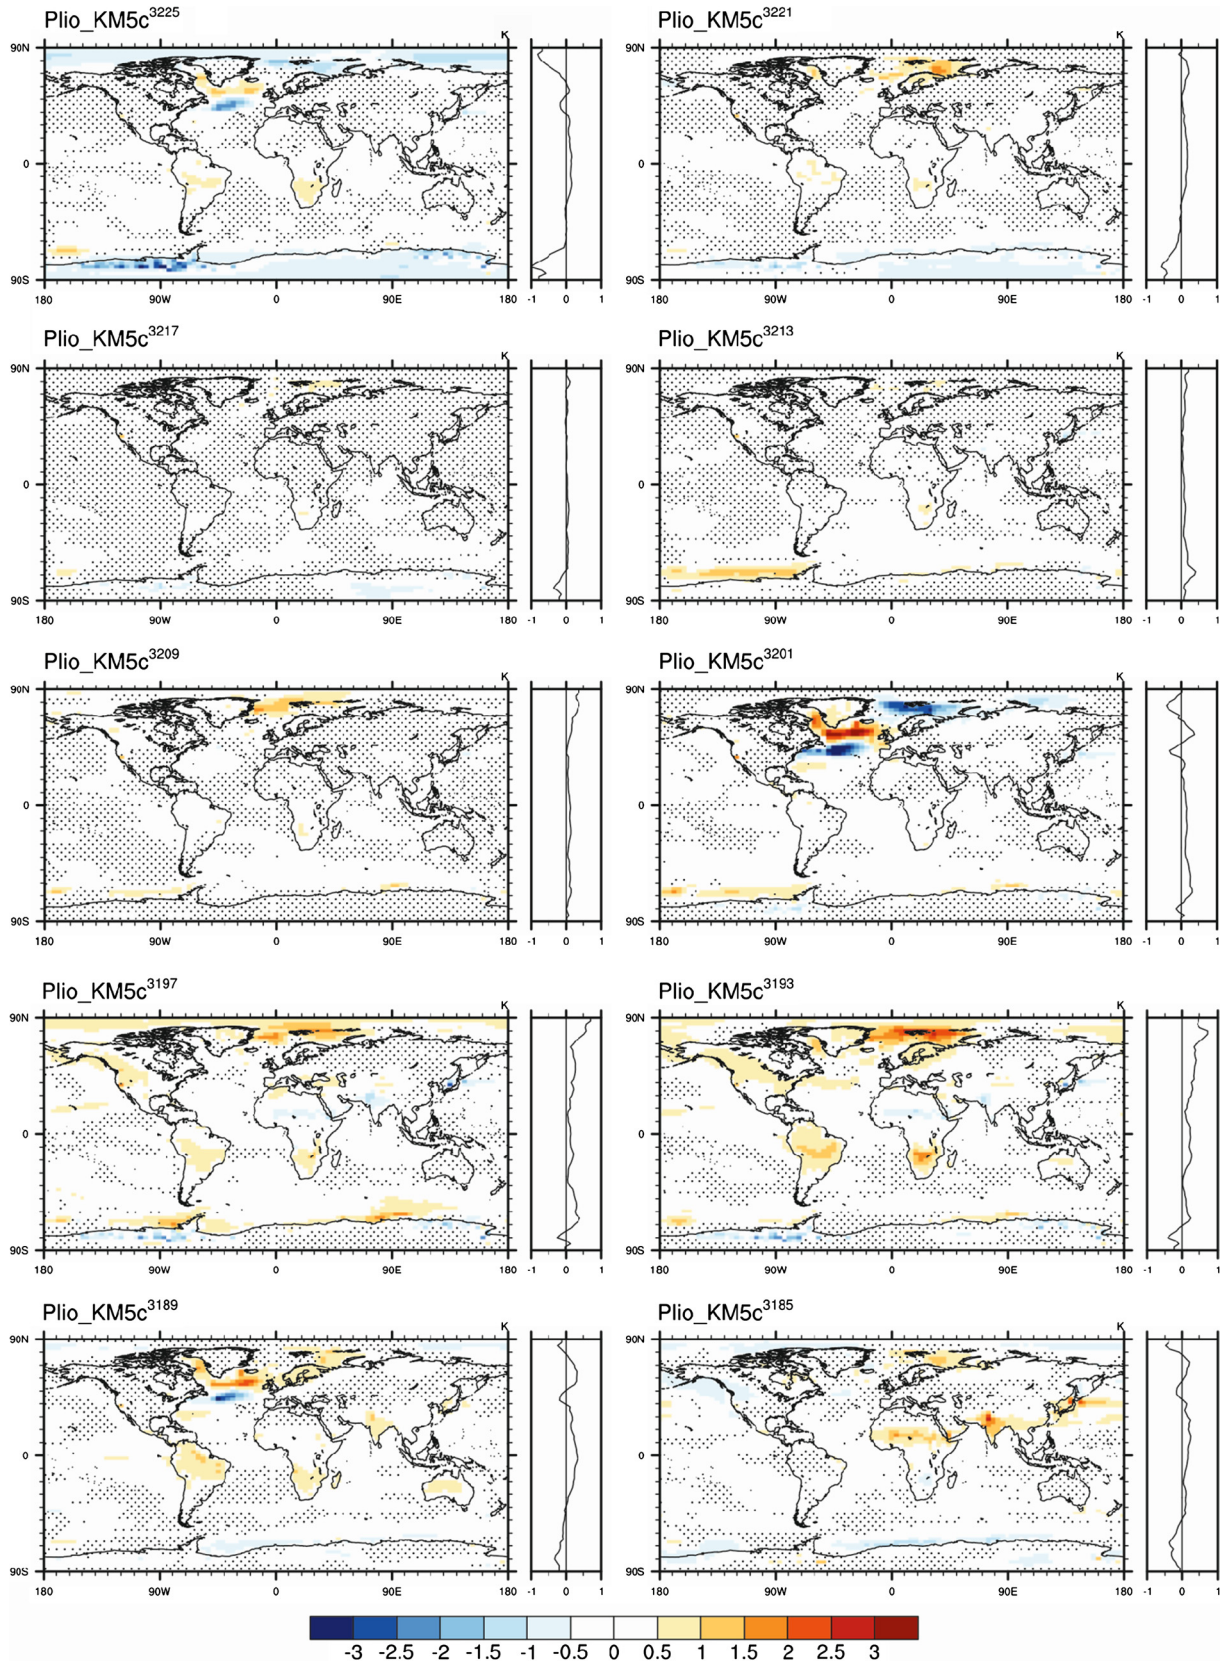 Plio_KM5c3225
Plio_KM5c3221
K
K
90N
0
90S
180 90W 0 90E 180
-1 0 1
90N
0
90S
180 90W 0 90E 180
-1 0 1
Plio_KM5c3217
Plio_KM5c3213
K
K
90N
0
90S
180 90W 0 90E 180
-1 0 1
90N
0
90S
180 90W 0 90E 180
-1 0 1
Plio_KM5c3209
Plio_KM5c3201
K
K
90N
0
90S
180 90W 0 90E 180
-1 0 1
90N
0
90S
180 90W 0 90E 180
-1 0 1
Plio_KM5c3197
Plio_KM5c3193
K
K
90N
0
90S
180 90W 0 90E 180
-1 0 1
90N
0
90S
180 90W 0 90E 180
-1 0 1
Plio_KM5c3189
Plio_KM5c3185
K
K
90N
0
90S
180 90W 0 90E 180
-1 0 1
90N
0
90S
180 90W 0 90E 180
-1 0 1
-3 -2.5 -2 -1.5 -1 -0.5 0 0.5 1 1.5 2 2.5 3